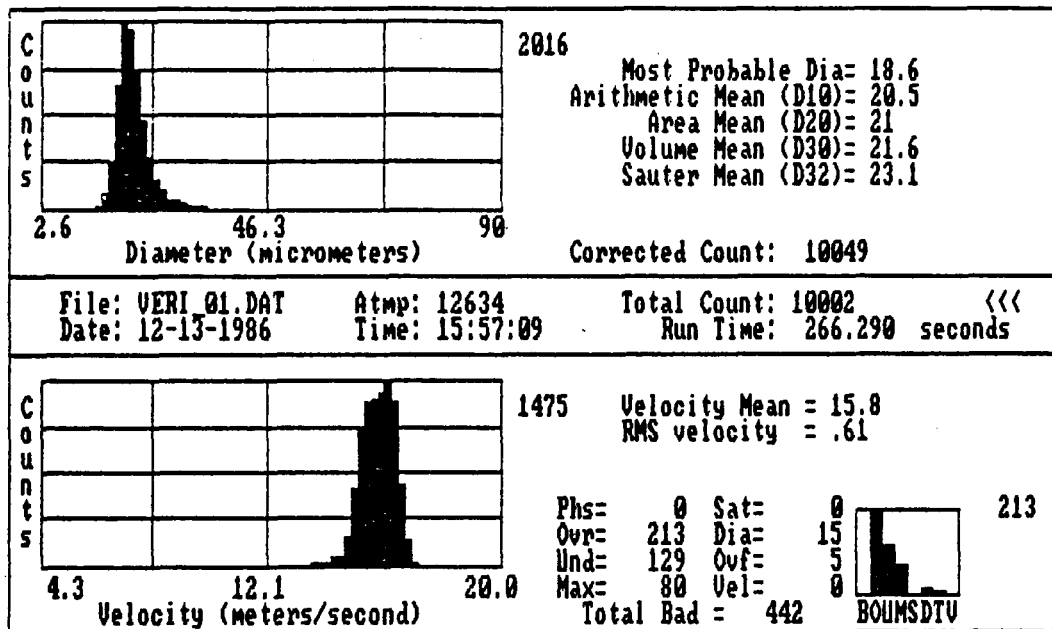 Counts
2016
Most Probable Dia= 18.6
Arithmetic Mean (D10)= 20.5
Area Mean (D20)= 21
Volume Mean (D30)= 21.6
Sauter Mean (D32)= 23.1
2.6 46.3 90
Diameter (micrometers)
Corrected Count: 10049
File: VERI_01.DAT Atmp: 12634 Total Count: 10002 <<<
Date: 12-13-1986 Time: 15:57:09 Run Time: 266.290 seconds
Counts
1475
Velocity Mean = 15.8
RMS velocity = .61
Phs= 0 Sat= 0 213
Ovr= 213 Dia= 15
Und= 129 Ovf= 5
Max= 80 Vel= 0
4.3 12.1 20.0
Velocity (meters/second)
Total Bad = 442 BOUMSDTV